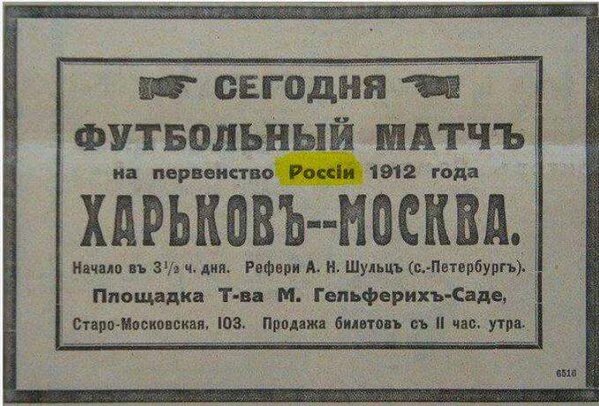 СЕГОДНЯ
ФУТБОЛЬНЫЙ МАТЧЪ
на первенство Россіи 1912 года
ХАРЬКОВЪ--МОСКВА.
Начало въ 3½ ч. дня. Рефери А. Н. Шульцъ (с.-Петербургъ).
Площадка Т-ва М. Гельферихъ-Саде,
Старо-Московская, 103. Продажа билетовъ съ 11 час. утра.
6516